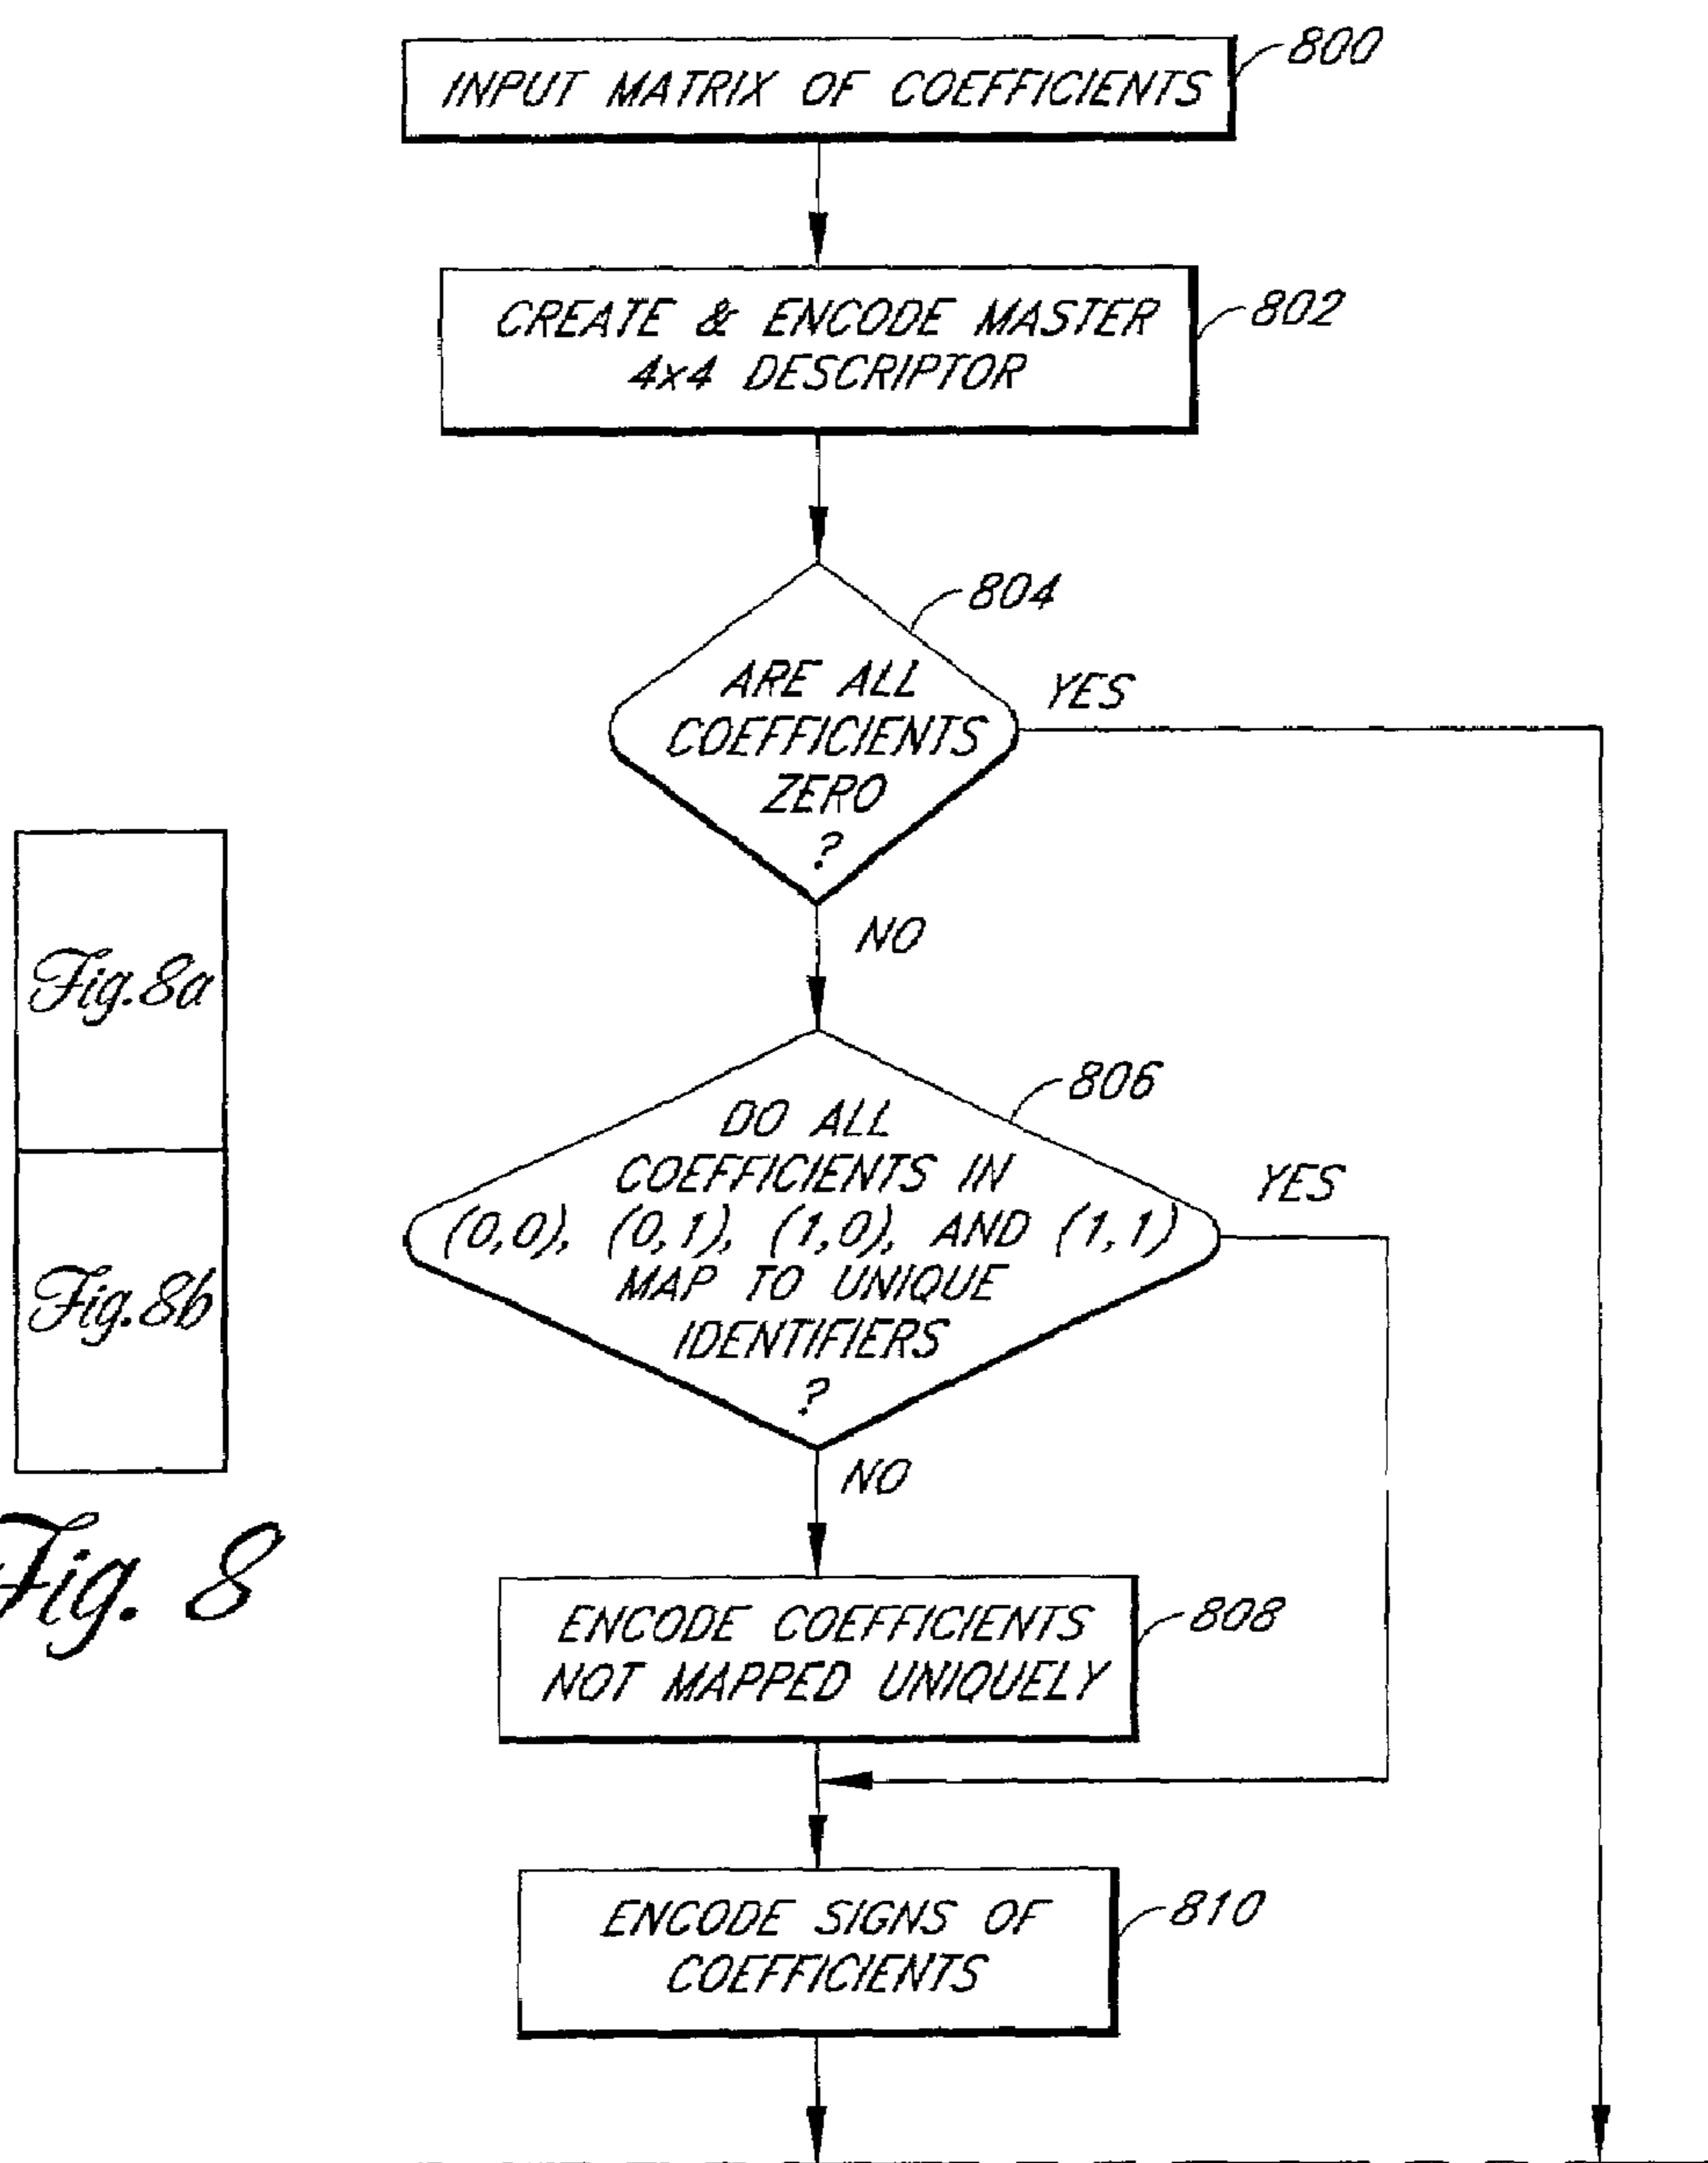 INPUT MATRIX OF COEFFICIENTS
800
CREATE & ENCODE MASTER
4x4 DESCRIPTOR
802
804
ARE ALL
COEFFICIENTS
ZERO
?
YES
NO
806
DO ALL
COEFFICIENTS IN
(0,0), (0,1), (1,0), AND (1,1)
MAP TO UNIQUE
IDENTIFIERS
?
YES
NO
Fig.8a
Fig.8b
Fig. 8
ENCODE COEFFICIENTS
NOT MAPPED UNIQUELY
808
ENCODE SIGNS OF
COEFFICIENTS
810